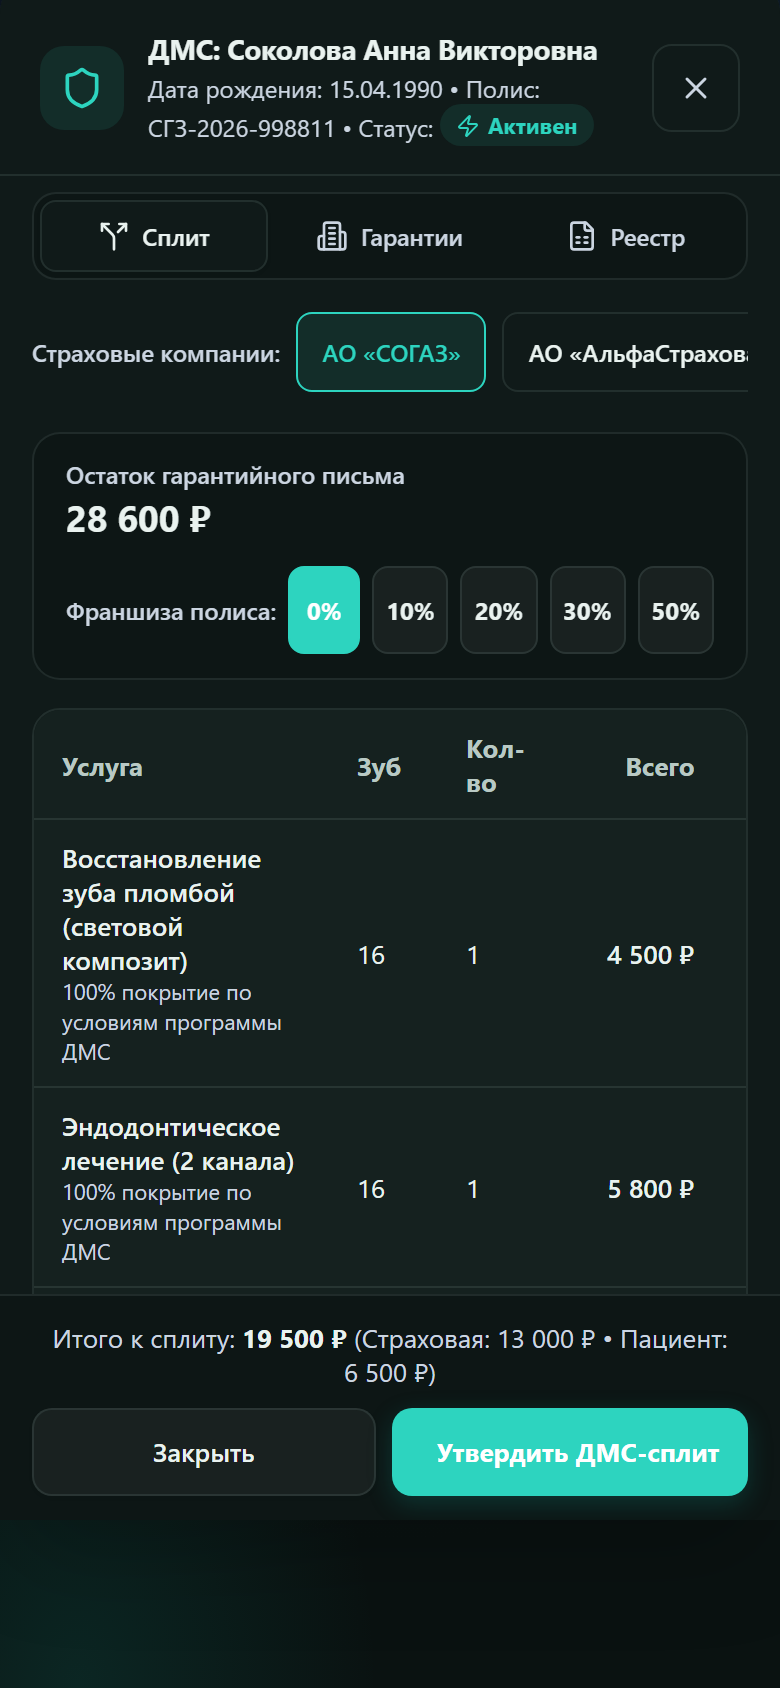 ДМС: Соколова Анна Викторовна
Дата рождения: 15.04.1990 • Полис:
СГЗ-2026-998811 • Статус: Активен
Сплит Гарантии Реестр
Страховые компании: АО «СОГАЗ» АО «АльфаСтрахова
Остаток гарантийного письма
28 600 ₽
Франшиза полиса: 0% 10% 20% 30% 50%
Услуга Зуб Кол-
во Всего
Восстановление
зуба пломбой
(световой
композит) 16 1 4 500 ₽
100% покрытие по
условиям программы
ДМС
Эндодонтическое
лечение (2 канала) 16 1 5 800 ₽
100% покрытие по
условиям программы
ДМС
Итого к сплиту: 19 500 ₽ (Страховая: 13 000 ₽ • Пациент:
6 500 ₽)
Закрыть Утвердить ДМС-сплит